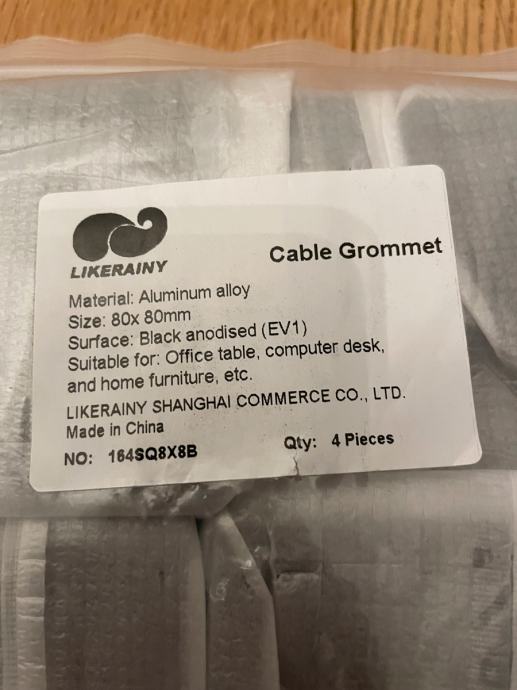 LIKERAINY
Cable Grommet
Material: Aluminum alloy
Size: 80x 80mm
Surface: Black anodised (EV1)
Suitable for: Office table, computer desk,
and home furniture, etc.
LIKERAINY SHANGHAI COMMERCE CO., LTD.
Made in China
NO: 164SQ8X8B Qty: 4 Pieces